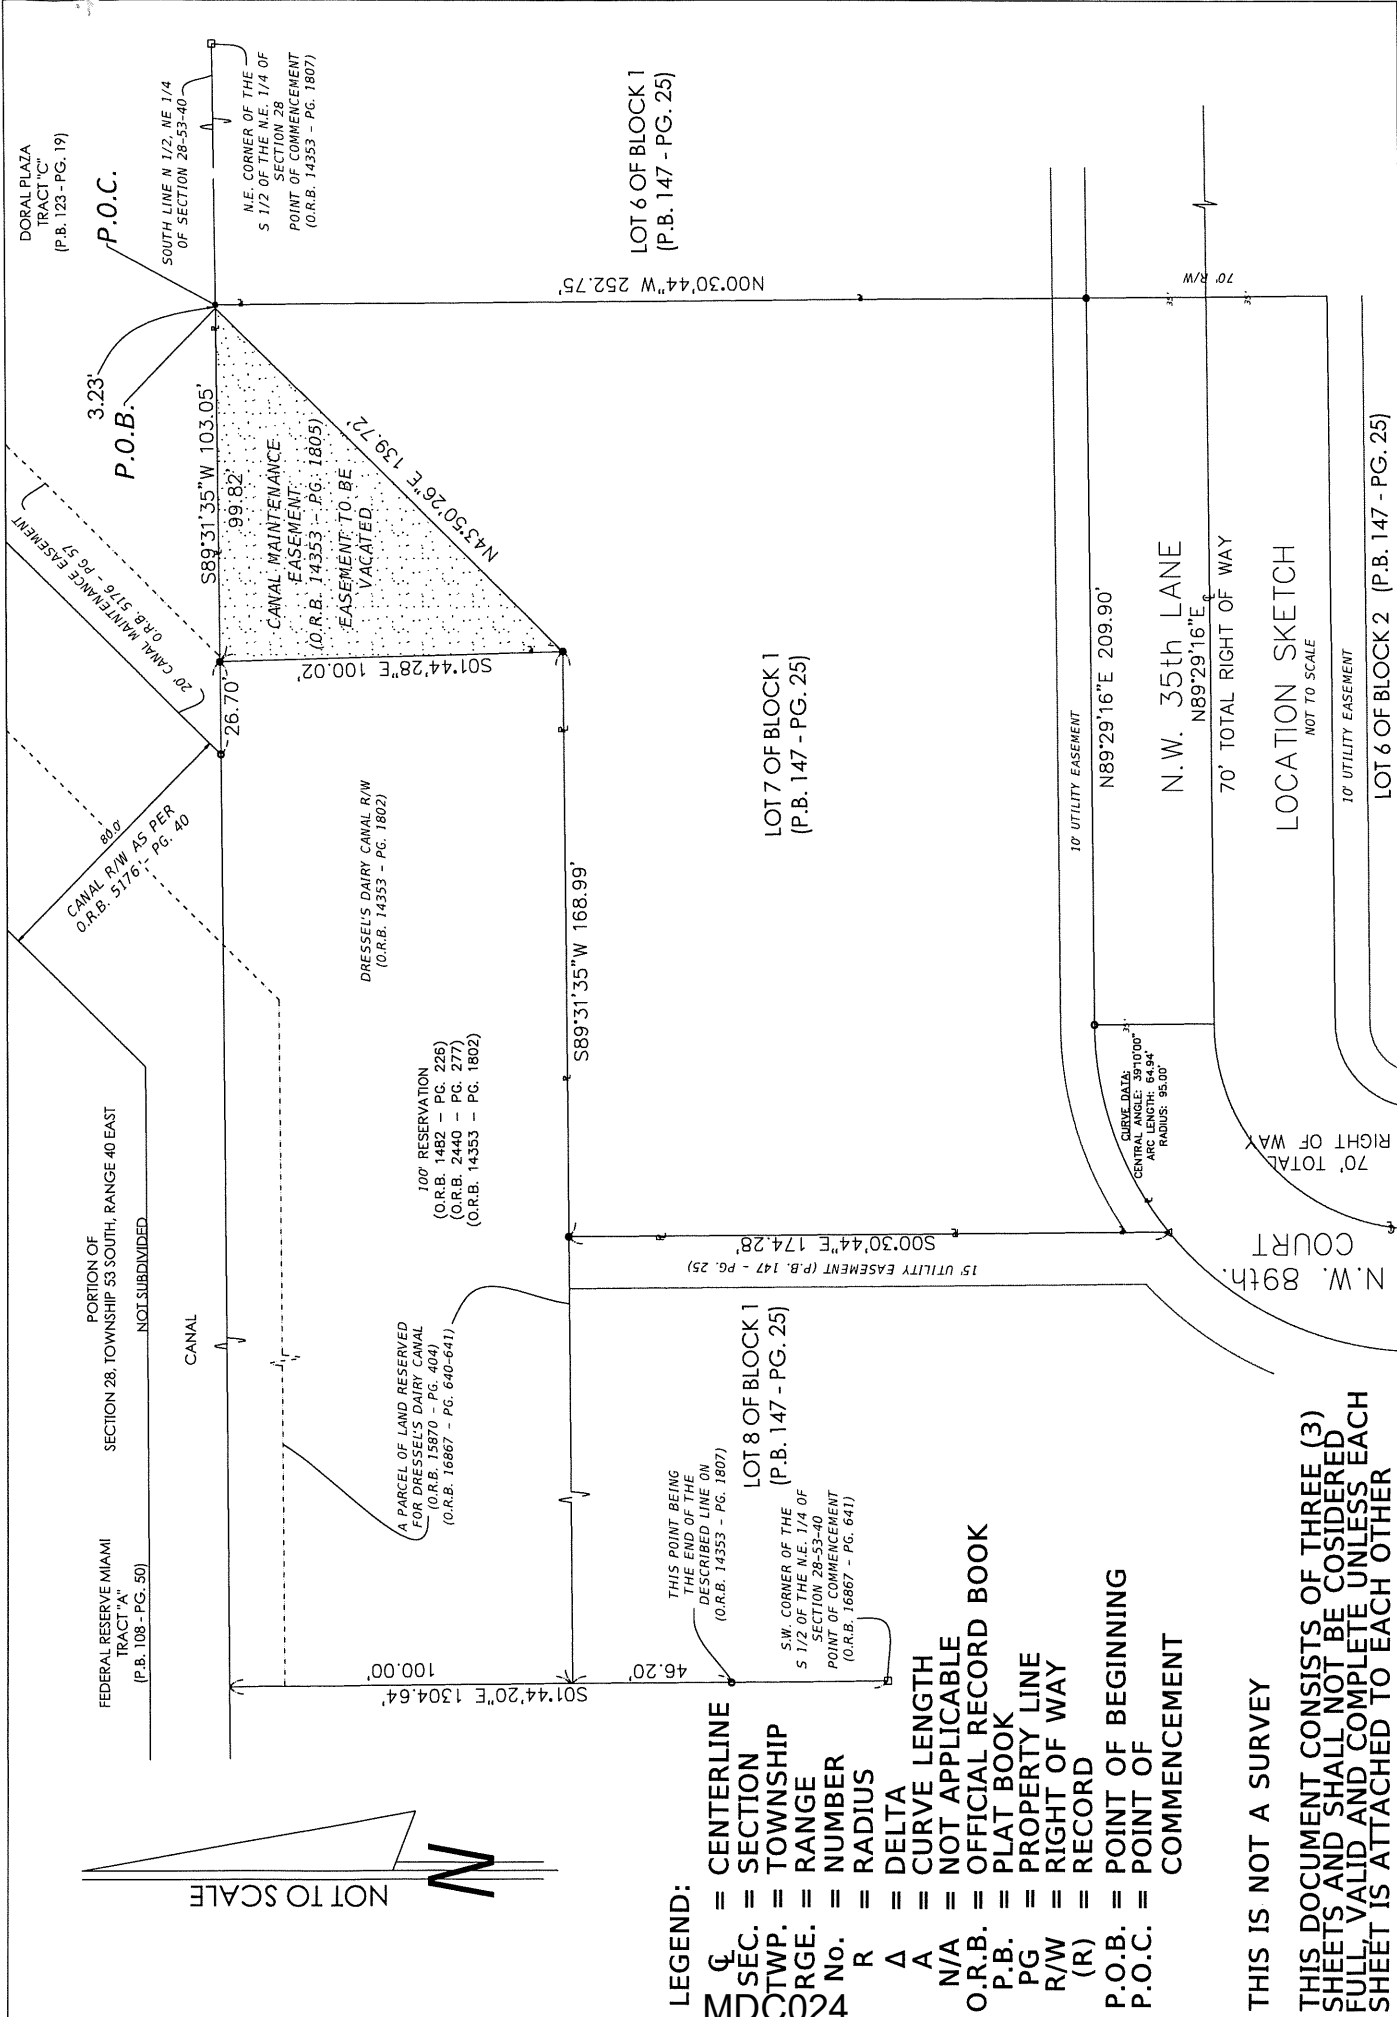 DORAL PLAZA
TRACT "C"
(P.B. 123 - PG. 19)
P.O.C.
SOUTH LINE N 1/2, NE 1/4
OF SECTION 28-53-40
N.E. CORNER OF THE
S 1/2 OF THE N.E. 1/4 OF
SECTION 28
POINT OF COMMENCEMENT
(O.R.B. 14353 - PG. 1807)
3.23'
P.O.B.
S89°31'35"W 103.05'
99.82'
CANAL MAINTENANCE
EASEMENT
(O.R.B. 14353 - PG. 1805)
EASEMENT TO BE
VACATED
N43°50'26"E 139.72'
S01°44'28"E 100.02'
26.70'
20' CANAL MAINTENANCE EASEMENT
O.R.B. 5176 - PG 57
80.0'
CANAL R/W AS PER
O.R.B. 5176 - PG. 40
N00°30'44"W 252.75'
LOT 6 OF BLOCK 1
(P.B. 147 - PG. 25)
DRESSEL'S DAIRY CANAL R/W
(O.R.B. 14353 - PG. 1802)
S89°31'35"W 168.99'
100' RESERVATION
(O.R.B. 1482 - PG. 226)
(O.R.B. 2440 - PG. 277)
(O.R.B. 14353 - PG. 1802)
PORTION OF
SECTION 28, TOWNSHIP 53 SOUTH, RANGE 40 EAST
NOT SUBDIVIDED
CANAL
FEDERAL RESERVE MIAMI
TRACT "A"
(P.B. 108 - PG. 50)
A PARCEL OF LAND RESERVED
FOR DRESSEL'S DAIRY CANAL
(O.R.B. 15870 - PG. 404)
(O.R.B. 16867 - PG. 640-641)
100.00'
S01°44'20"E 1304.64'
46.20'
THIS POINT BEING
THE END OF THE
DESCRIBED LINE ON
(O.R.B. 14353 - PG. 1807)
S.W. CORNER OF THE
S 1/2 OF THE N.E. 1/4 OF
SECTION 28-53-40
POINT OF COMMENCEMENT
(O.R.B. 16867 - PG. 641)
LOT 8 OF BLOCK 1
(P.B. 147 - PG. 25)
S00°30'44"E 174.28'
15' UTILITY EASEMENT (P.B. 147 - PG. 25)
LOT 7 OF BLOCK 1
(P.B. 147 - PG. 25)
10' UTILITY EASEMENT
N89°29'16"E 209.90'
N.W. 35th LANE
N89°29'16"E
70' TOTAL RIGHT OF WAY
35'
70' R/W
35'
35'
CURVE DATA:
CENTRAL ANGLE: 39°10'00"
ARC LENGTH: 64.94'
RADIUS: 95.00'
70' TOTAL
RIGHT OF WAY
N.W. 89th.
COURT
LOCATION SKETCH
NOT TO SCALE
10' UTILITY EASEMENT
LOT 6 OF BLOCK 2 (P.B. 147 - PG. 25)
NOT TO SCALE
N
LEGEND:
℄ = CENTERLINE
SEC. = SECTION
TWP. = TOWNSHIP
RGE. = RANGE
No. = NUMBER
R = RADIUS
Δ = DELTA
A = CURVE LENGTH
N/A = NOT APPLICABLE
O.R.B. = OFFICIAL RECORD BOOK
P.B. = PLAT BOOK
PG = PROPERTY LINE
R/W = RIGHT OF WAY
(R) = RECORD
P.O.B. = POINT OF BEGINNING
P.O.C. = POINT OF
COMMENCEMENT
MDC024
THIS IS NOT A SURVEY
THIS DOCUMENT CONSISTS OF THREE (3)
SHEETS AND SHALL NOT BE COSIDERED
FULL, VALID AND COMPLETE UNLESS EACH
SHEET IS ATTACHED TO EACH OTHER